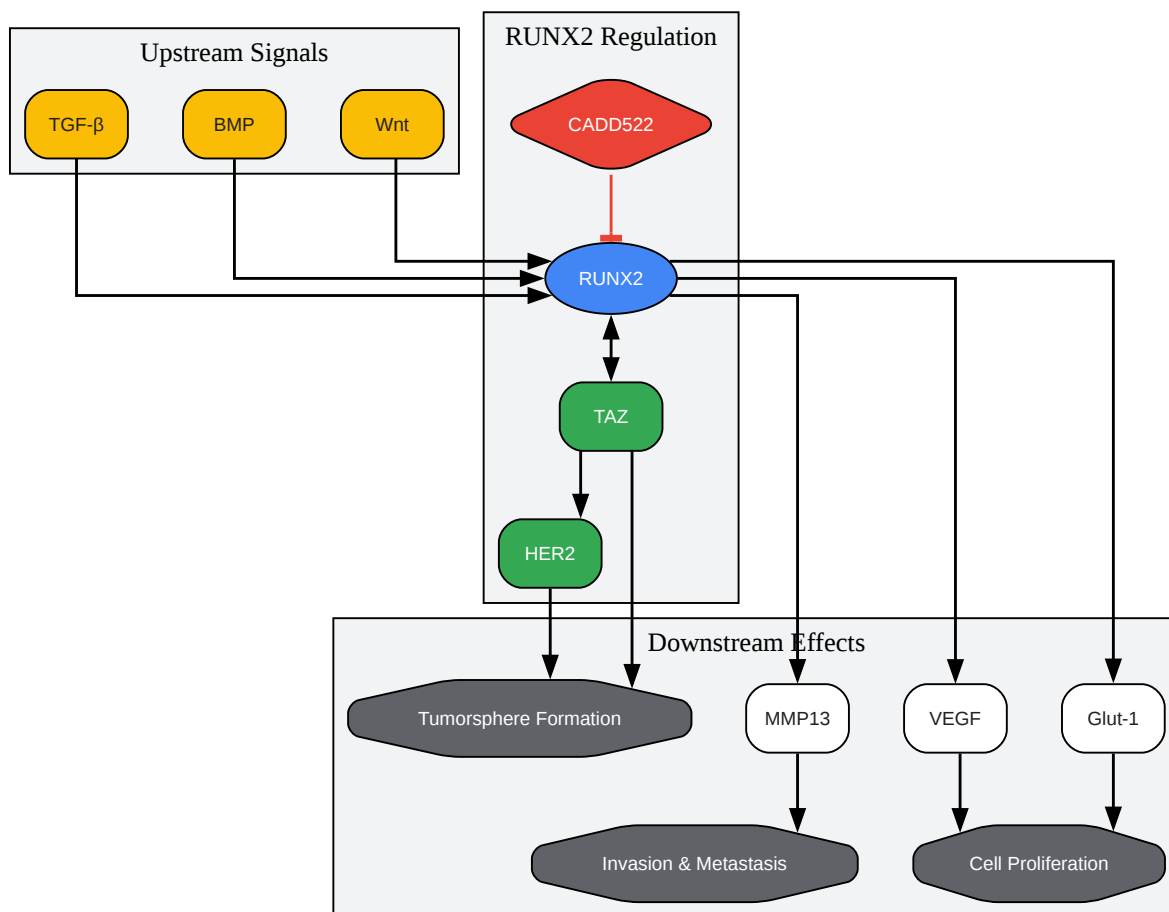 RUNX2 Regulation
Upstream Signals
TGF-β
BMP
Wnt
CADD522
RUNX2
TAZ
HER2
Downstream Effects
Tumorsphere Formation
MMP13
VEGF
Glut-1
Invasion & Metastasis
Cell Proliferation